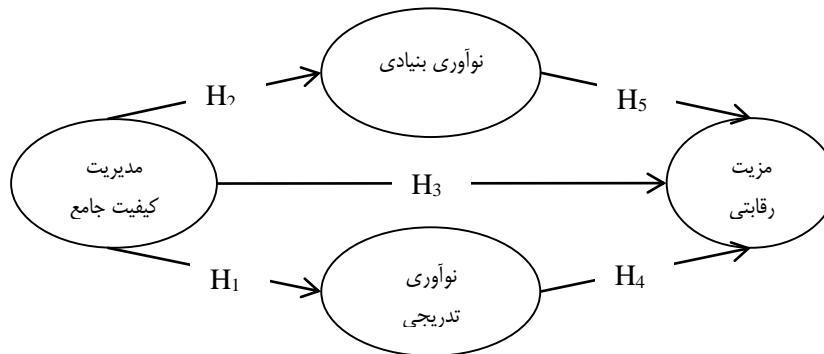 نوآوری بنیادی
H2
H5
مدیریت
کیفیت جامع
H3
مزیت
رقابتی
H1
نوآوری
تدریجی
H4